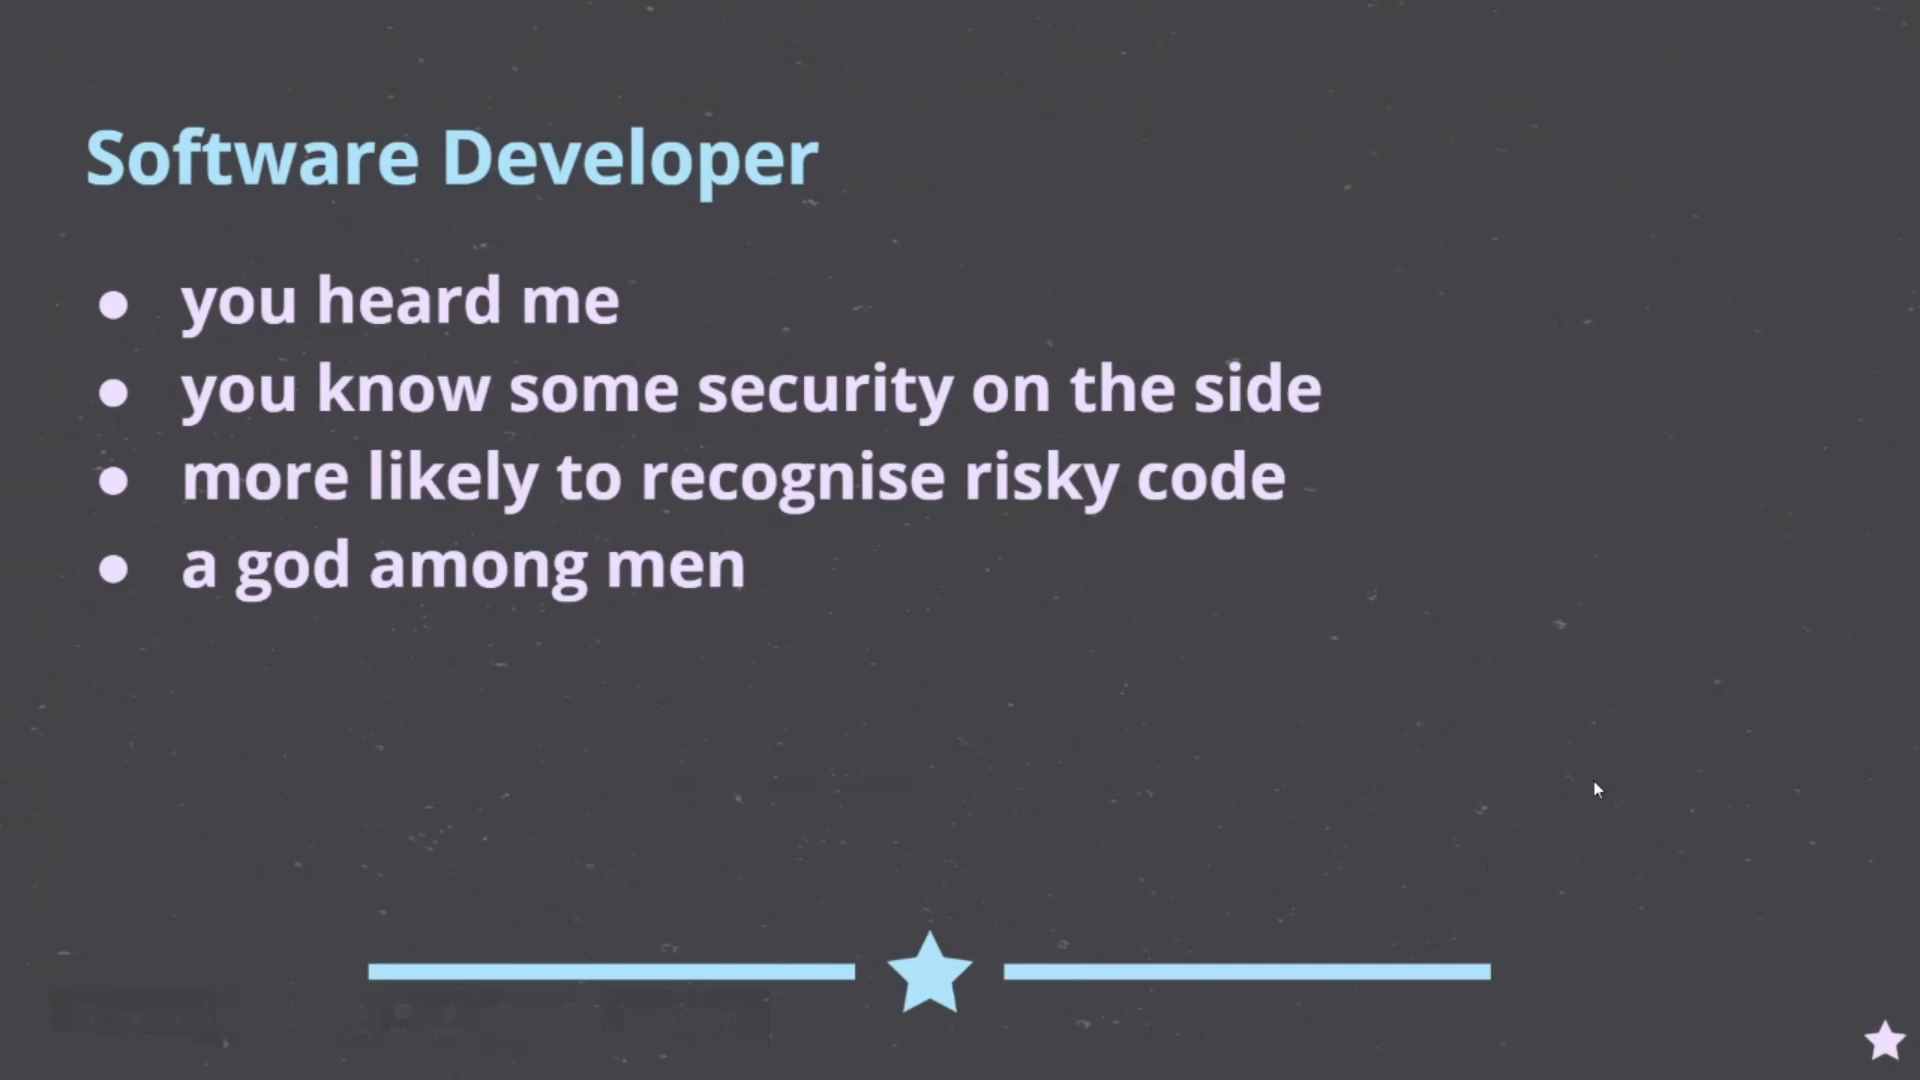 Software Developer
you heard me
you know some security on the side
more likely to recognise risky code
a god among men